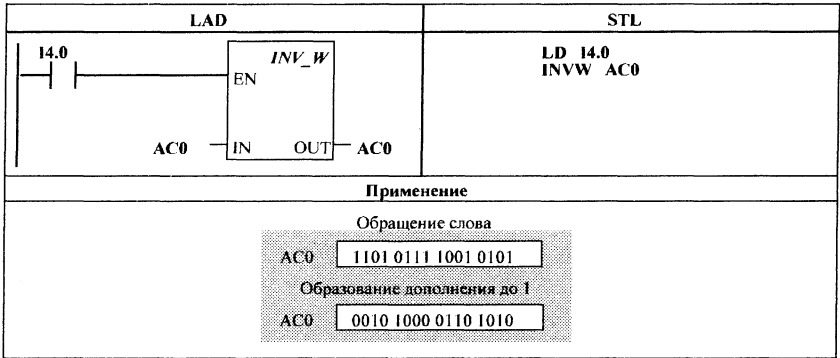 LAD
STL
I4.0
INV_W
EN
AC0
IN
OUT
AC0
LD I4.0
INVW AC0
Применение
Обращение слова
AC0 1101 0111 1001 0101
Образование дополнения до 1
AC0 0010 1000 0110 1010